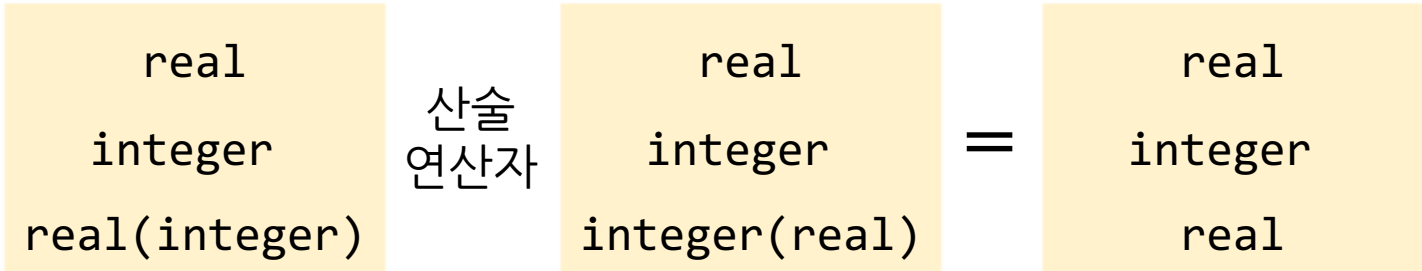 real
integer
real(integer)
산술
연산자
real
integer
integer(real)
=
real
integer
real